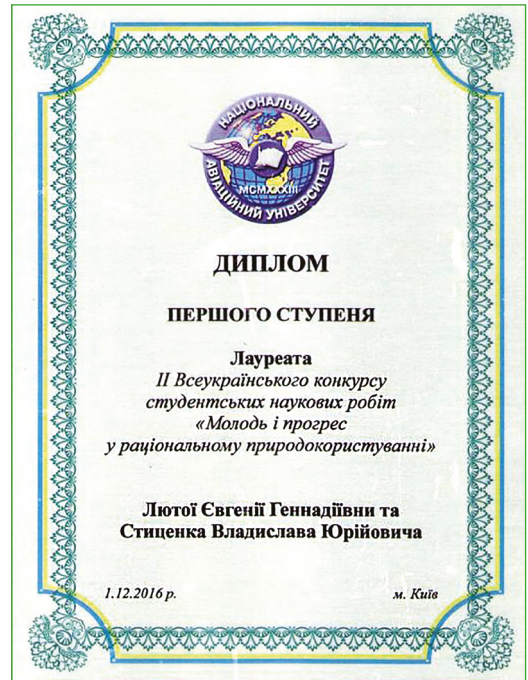 НАЦІОНАЛЬНИЙ
АВІАЦІЙНИЙ УНІВЕРСИТЕТ
MCMXXXIII
ДИПЛОМ
ПЕРШОГО СТУПЕНЯ
Лауреата
ІІ Всеукраїнського конкурсу
студентських наукових робіт
«Молодь і прогрес
у раціональному природокористуванні»
Лютої Євгенії Геннадіївни та
Стиценка Владислава Юрійовича
1.12.2016 р.
м. Київ